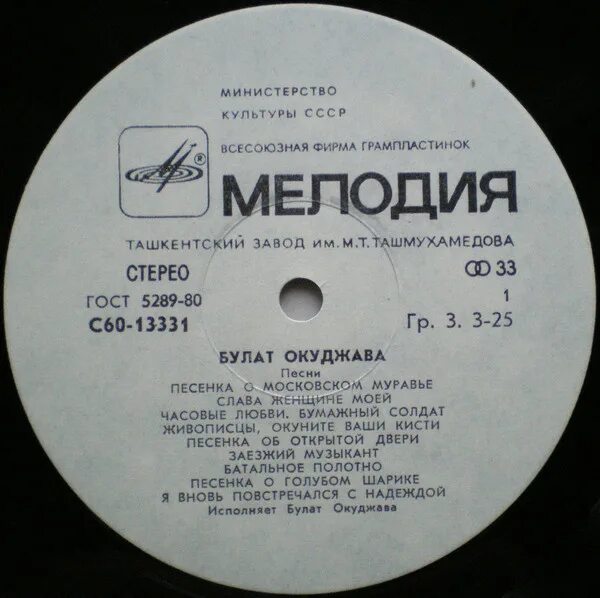 МИНИСТЕРСТВО
КУЛЬТУРЫ СССР
ВСЕСОЮЗНАЯ ФИРМА ГРАМПЛАСТИНОК
®
МЕЛОДИЯ
ТАШКЕНТСКИЙ ЗАВОД ИМ. М. Т. ТАШМУХАМЕДОВА
СТЕРЕО 33
ГОСТ 5289-80 1
С60-13331 Гр. 3. 3-25
БУЛАТ ОКУДЖАВА
Песни
ПЕСЕНКА О МОСКОВСКОМ МУРАВЬЕ
СЛАВА ЖЕНЩИНЕ МОЕЙ
ЧАСОВЫЕ ЛЮБВИ. БУМАЖНЫЙ СОЛДАТ
ЖИВОПИСЦЫ, ОКУНИТЕ ВАШИ КИСТИ
ПЕСЕНКА ОБ ОТКРЫТОЙ ДВЕРИ
ЗАЕЗЖИЙ МУЗЫКАНТ
БАТАЛЬНОЕ ПОЛОТНО
ПЕСЕНКА О ГОЛУБОМ ШАРИКЕ
Я ВНОВЬ ПОВСТРЕЧАЛСЯ С НАДЕЖДОЙ
Исполняет Булат Окуджава